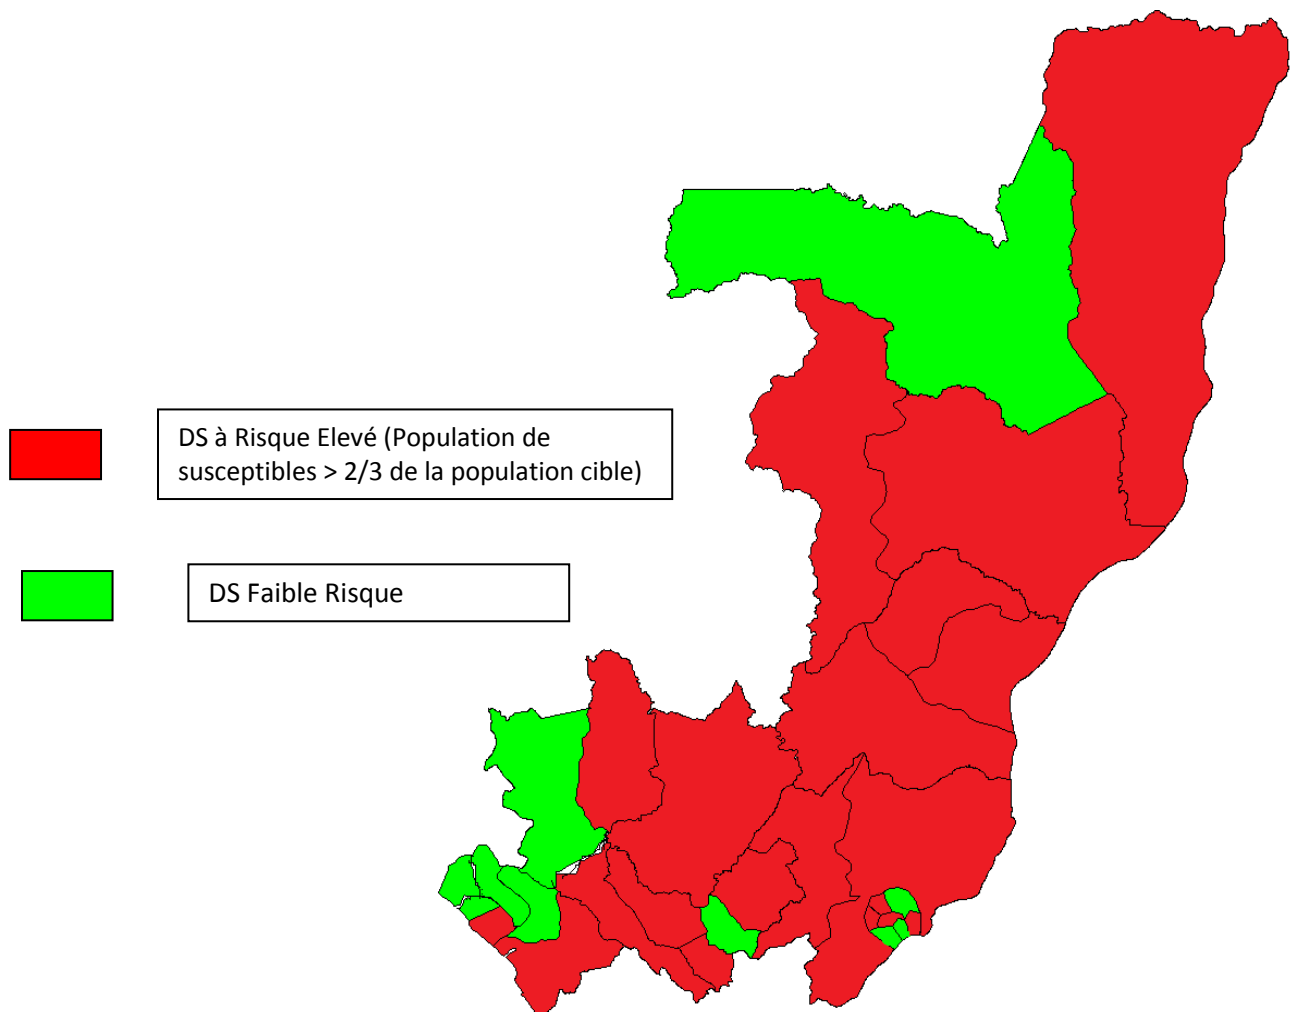 DS à Risque Elevé (Population de
susceptibles > 2/3 de la population cible)
DS Faible Risque